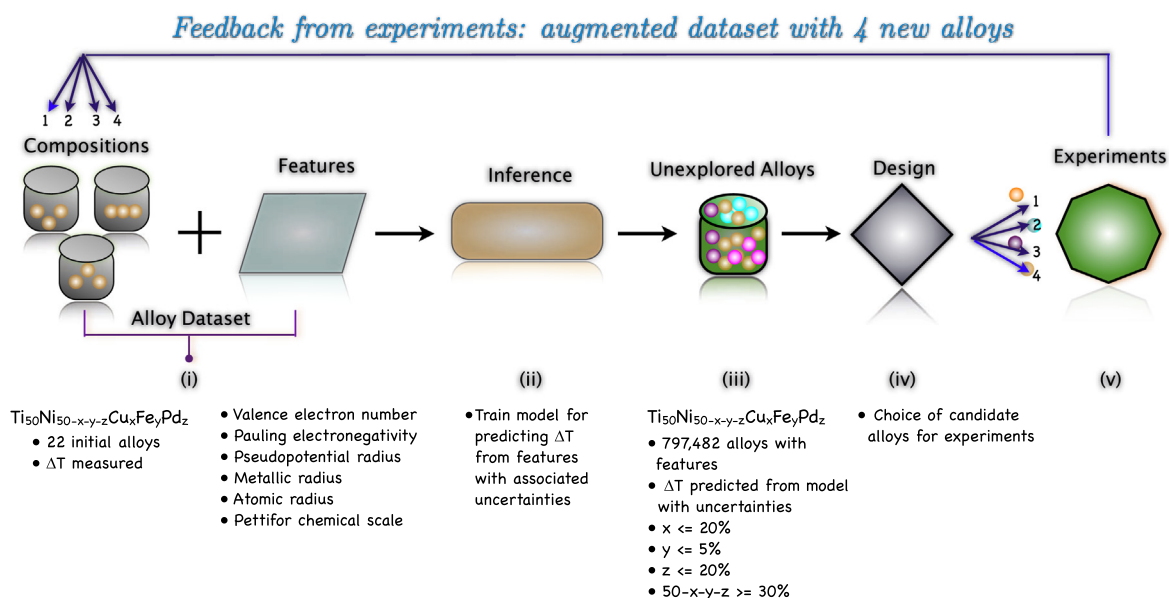 Feedback from experiments: augmented dataset with 4 new alloys
1 2 3 4
Compositions
Features
Inference
Unexplored Alloys
Design
Experiments
1
2
3
4
Alloy Dataset
(i)
(ii)
(iii)
(iv)
(v)
Ti50Ni50-x-y-zCuxFeyPdz
• 22 initial alloys
• ΔT measured
• Valence electron number
• Pauling electronegativity
• Pseudopotential radius
• Metallic radius
• Atomic radius
• Pettifor chemical scale
• Train model for
predicting ΔT
from features
with associated
uncertainties
Ti50Ni50-x-y-zCuxFeyPdz
• 797,482 alloys with
features
• ΔT predicted from model
with uncertainties
• x <= 20%
• y <= 5%
• z <= 20%
• 50-x-y-z >= 30%
• Choice of candidate
alloys for experiments